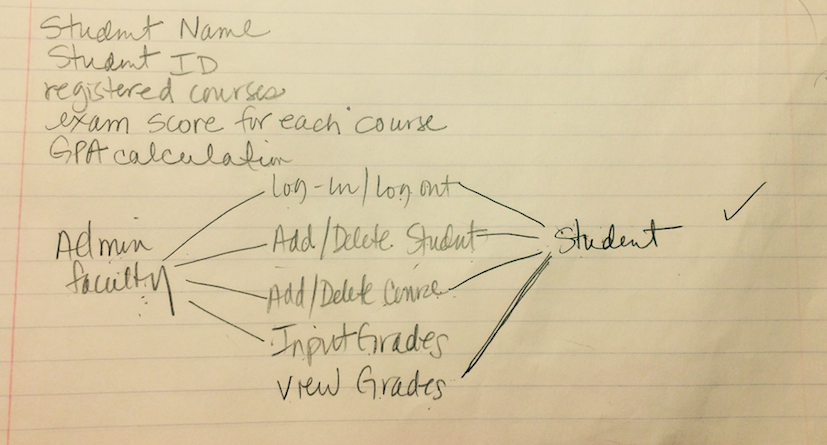 Student Name
Student ID
registered courses
exam score for each course
GPA calculation
Log-in/Log out
Admin
faculty
Add/Delete Student
Student
Add/Delete Course
Input Grades
View Grades